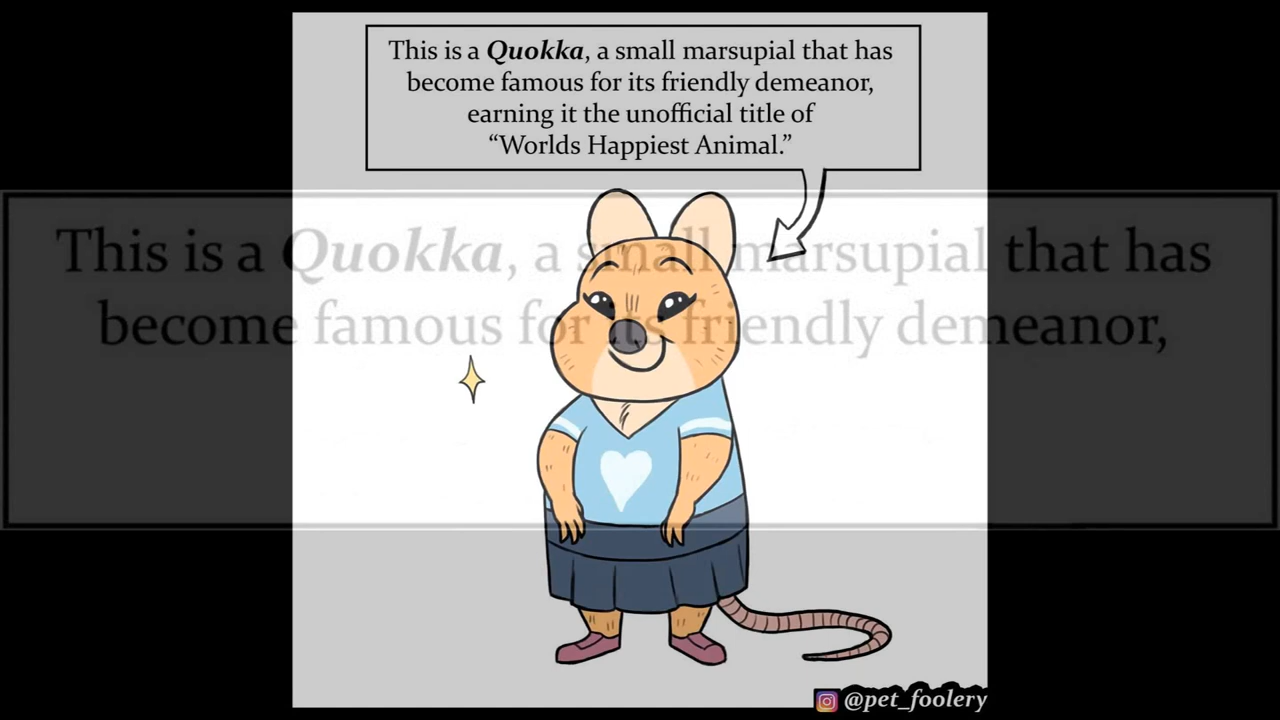 This is a Quokka, a small marsupial that has
become famous for its friendly demeanor,
earning it the unofficial title of
“Worlds Happiest Animal.”
This is a Quokka, a small marsupial that has
become famous for its friendly demeanor,
@pet_foolery